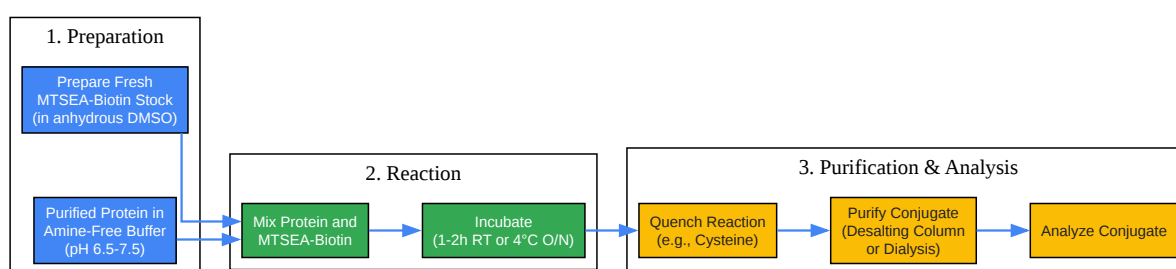 1. Preparation
Prepare Fresh
MTSEA-Biotin Stock
(in anhydrous DMSO)
Purified Protein in
Amine-Free Buffer
(pH 6.5-7.5)
2. Reaction
Mix Protein and
MTSEA-Biotin
Incubate
(1-2h RT or 4°C O/N)
3. Purification & Analysis
Quench Reaction
(e.g., Cysteine)
Purify Conjugate
(Desalting Column
or Dialysis)
Analyze Conjugate